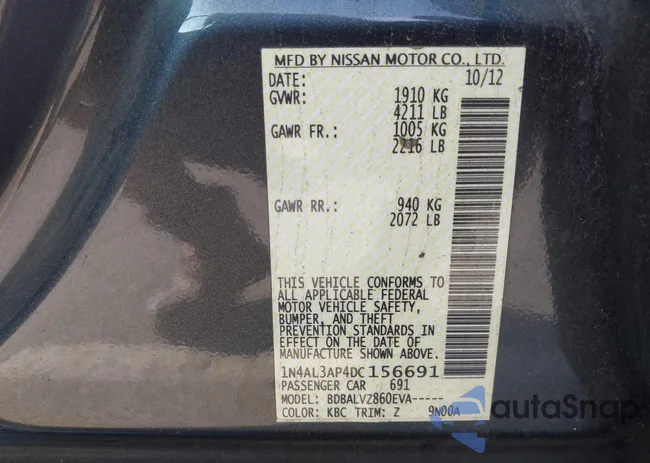 MFD BY NISSAN MOTOR CO., LTD.
DATE: 10/12
GVWR: 1910 KG
4211 LB
GAWR FR.: 1005 KG
2216 LB
GAWR RR.: 940 KG
2072 LB
THIS VEHICLE CONFORMS TO
ALL APPLICABLE FEDERAL
MOTOR VEHICLE SAFETY,
BUMPER, AND THEFT
PREVENTION STANDARDS IN
EFFECT ON THE DATE OF
MANUFACTURE SHOWN ABOVE.
1N4AL3AP4DC156691
PASSENGER CAR 691
MODEL: BDBALVZ860EVA-----
COLOR: KBC TRIM: Z 9N00A
autoSnap